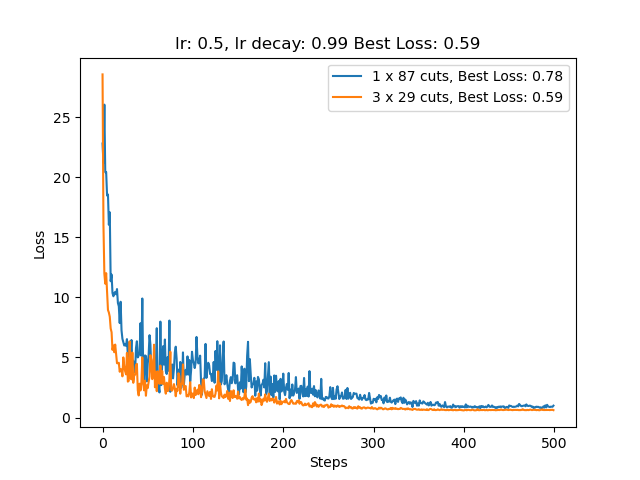 lr: 0.5, lr decay: 0.99 Best Loss: 0.59
1 x 87 cuts, Best Loss: 0.78
3 x 29 cuts, Best Loss: 0.59
Loss
25
20
15
10
5
0
0 100 200 300 400 500
Steps